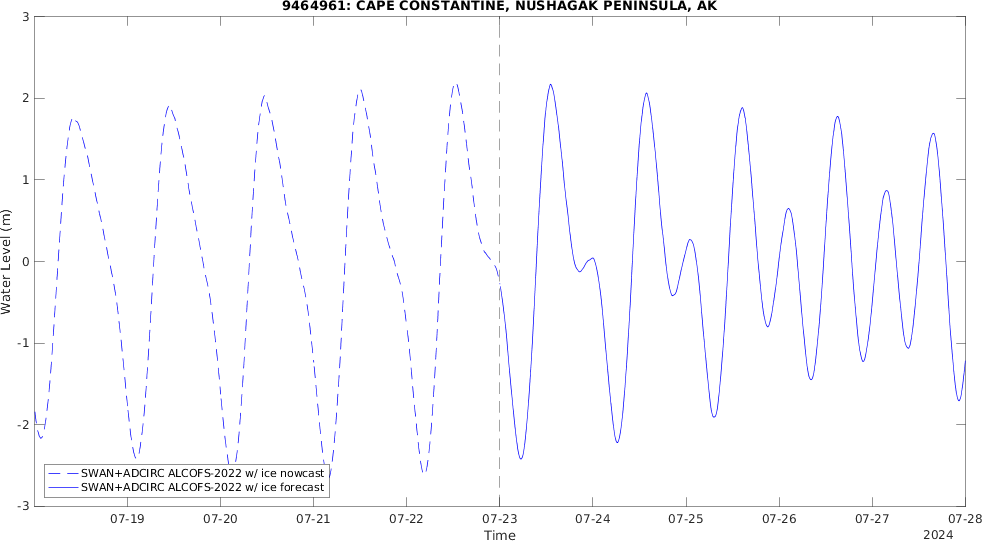 9464961: CAPE CONSTANTINE, NUSHAGAK PENINSULA, AK
3
2
1
0
-1
-2
-3
Water Level (m)
SWAN+ADCIRC ALCOFS-2022 w/ ice nowcast
SWAN+ADCIRC ALCOFS-2022 w/ ice forecast
07-19 07-20 07-21 07-22 07-23 07-24 07-25 07-26 07-27 07-28
Time
2024